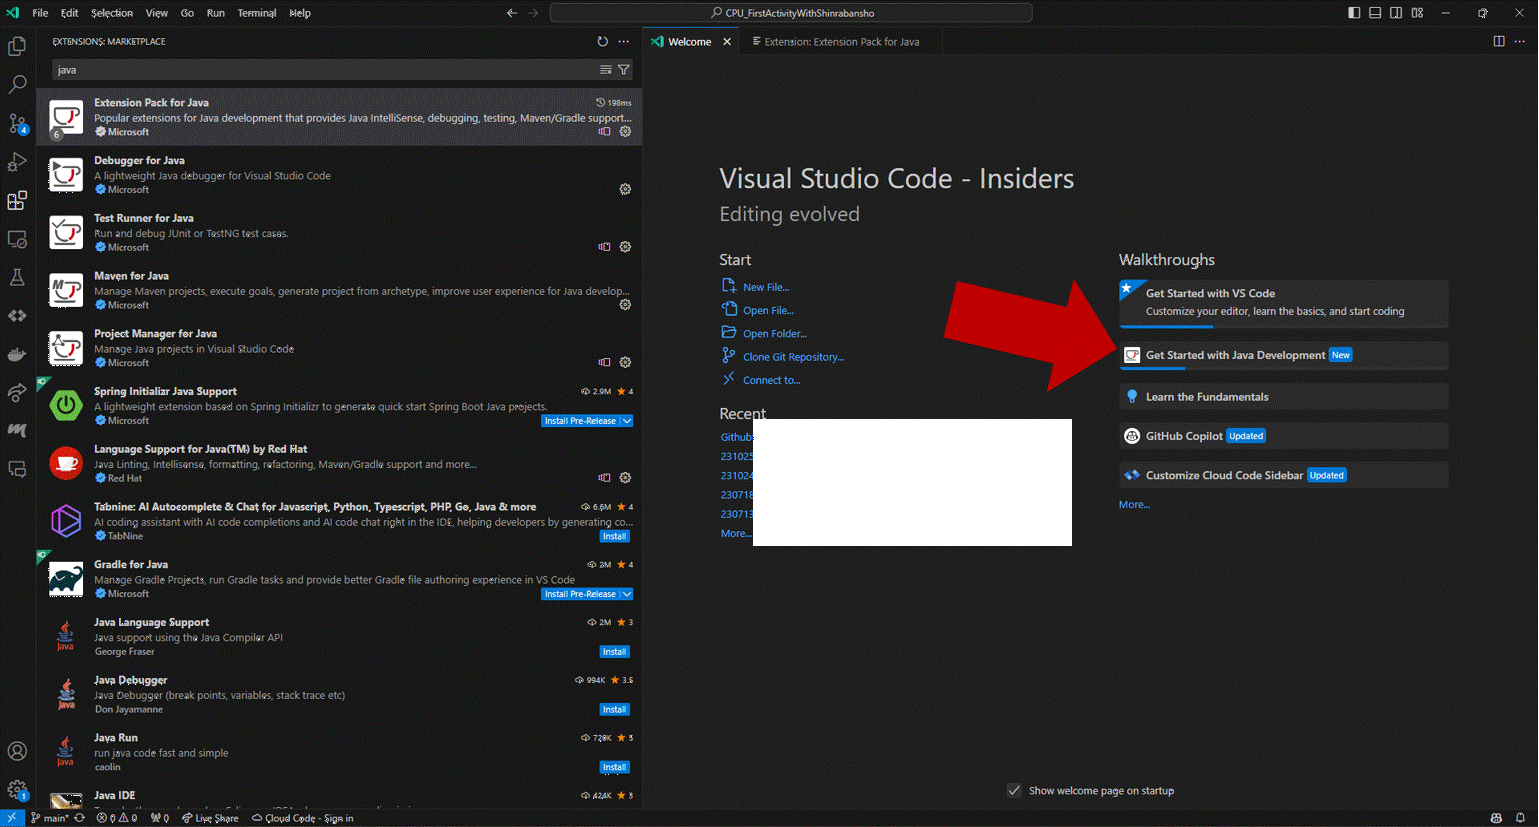 File Edit Selection View Go Run Terminal Help
CPU_FirstActivityWithShinrabansho
EXTENSIONS: MARKETPLACE
java
Extension Pack for Java
198ms
Popular extensions for Java development that provides Java IntelliSense, debugging, testing, Maven/Gradle support...
Microsoft
6
Debugger for Java
A lightweight Java debugger for Visual Studio Code
Microsoft
Test Runner for Java
Run and debug JUnit or TestNG test cases.
Microsoft
Maven for Java
Manage Maven projects, execute goals, generate project from archetype, improve user experience for Java develop...
Microsoft
Project Manager for Java
Manage Java projects in Visual Studio Code
Microsoft
Spring Initializr Java Support
2.9M ★ 4
A lightweight extension based on Spring Initializr to generate quick start Spring Boot Java projects.
Microsoft
Install Pre-Release
Language Support for Java(TM) by Red Hat
Java Linting, Intellisense, formatting, refactoring, Maven/Gradle support and more...
Red Hat
Tabnine: AI Autocomplete & Chat for Javascript, Python, Typescript, PHP, Go, Java & more
6.6M ★ 4
AI coding assistant with AI code completions and AI code chat right in the IDE, helping developers by generating co...
TabNine
Install
Gradle for Java
2M ★ 4
Manage Gradle Projects, run Gradle tasks and provide better Gradle file authoring experience in VS Code
Microsoft
Install Pre-Release
Java Language Support
2M ★ 3
Java support using the Java Compiler API
George Fraser
Install
Java Debugger
994K ★ 3.5
Java Debugger (break points, variables, stack trace etc)
Don Jayamanne
Install
Java Run
★ 5
run java code fast and simple
caolin
Install
Java IDE
424K ★ 5
4
1
Welcome
Extension: Extension Pack for Java
Visual Studio Code - Insiders
Editing evolved
Start
New File...
Open File...
Open Folder...
Clone Git Repository...
Connect to...
Recent
Github
231025
231024
230718
230713
More...
Walkthroughs
Get Started with VS Code
Customize your editor, learn the basics, and start coding
Get Started with Java Development New
Learn the Fundamentals
GitHub Copilot Updated
Customize Cloud Code Sidebar Updated
More...
Show welcome page on startup
main* 0 0 0 Live Share Cloud Code - Sign in